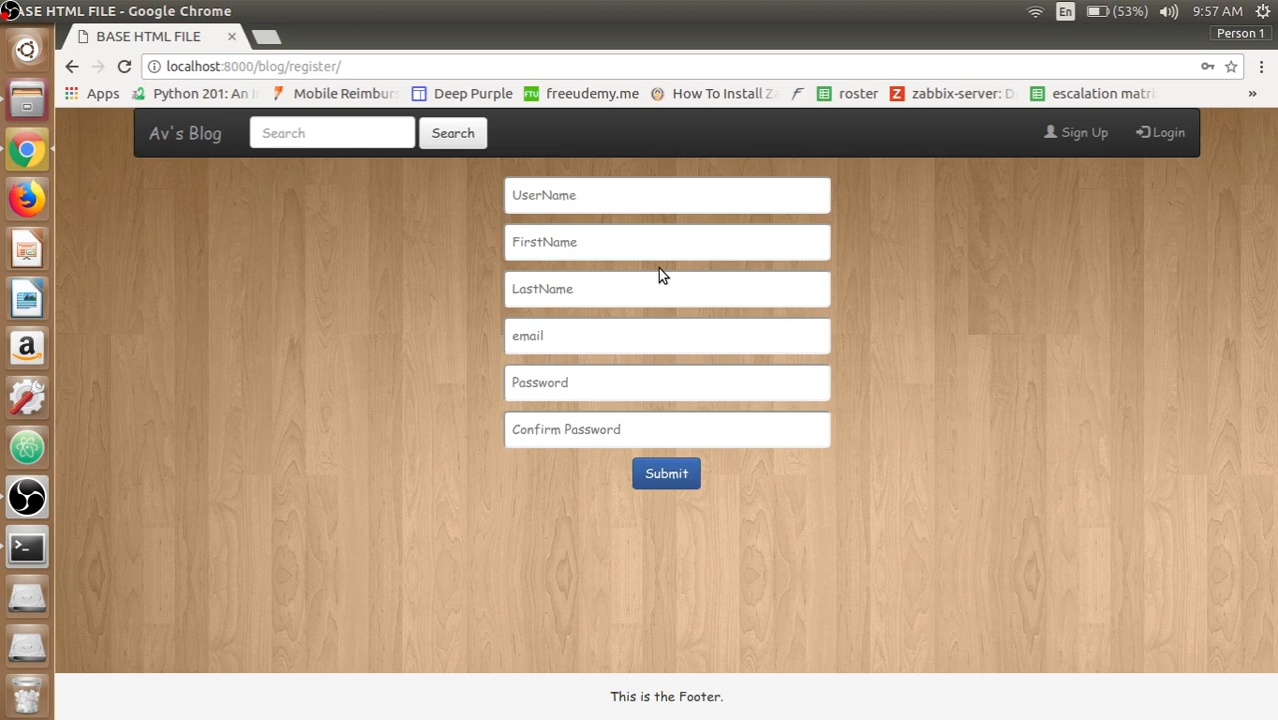 BASE HTML FILE - Google Chrome
En (53%) 9:57 AM
BASE HTML FILE
Person 1
localhost:8000/blog/register/
Apps Python 201: An Mobile Reimburs Deep Purple FTU freeudemy.me How To Install Za roster Z zabbix-server: D escalation matri »
Av's Blog Search Search Sign Up Login
UserName
FirstName
LastName
email
Password
Confirm Password
Submit
This is the Footer.